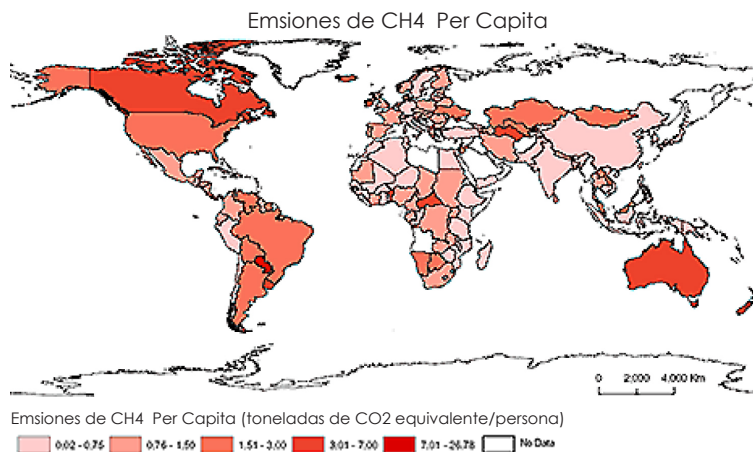 Emsiones de CH4 Per Capita
0 2,000 4,000 Km
Emsiones de CH4 Per Capita (toneladas de CO2 equivalente/persona)
0,02 - 0,75 0,76 - 1,50 1,51 - 3,00 3,01 - 7,00 7,01 - 26,78 No Data